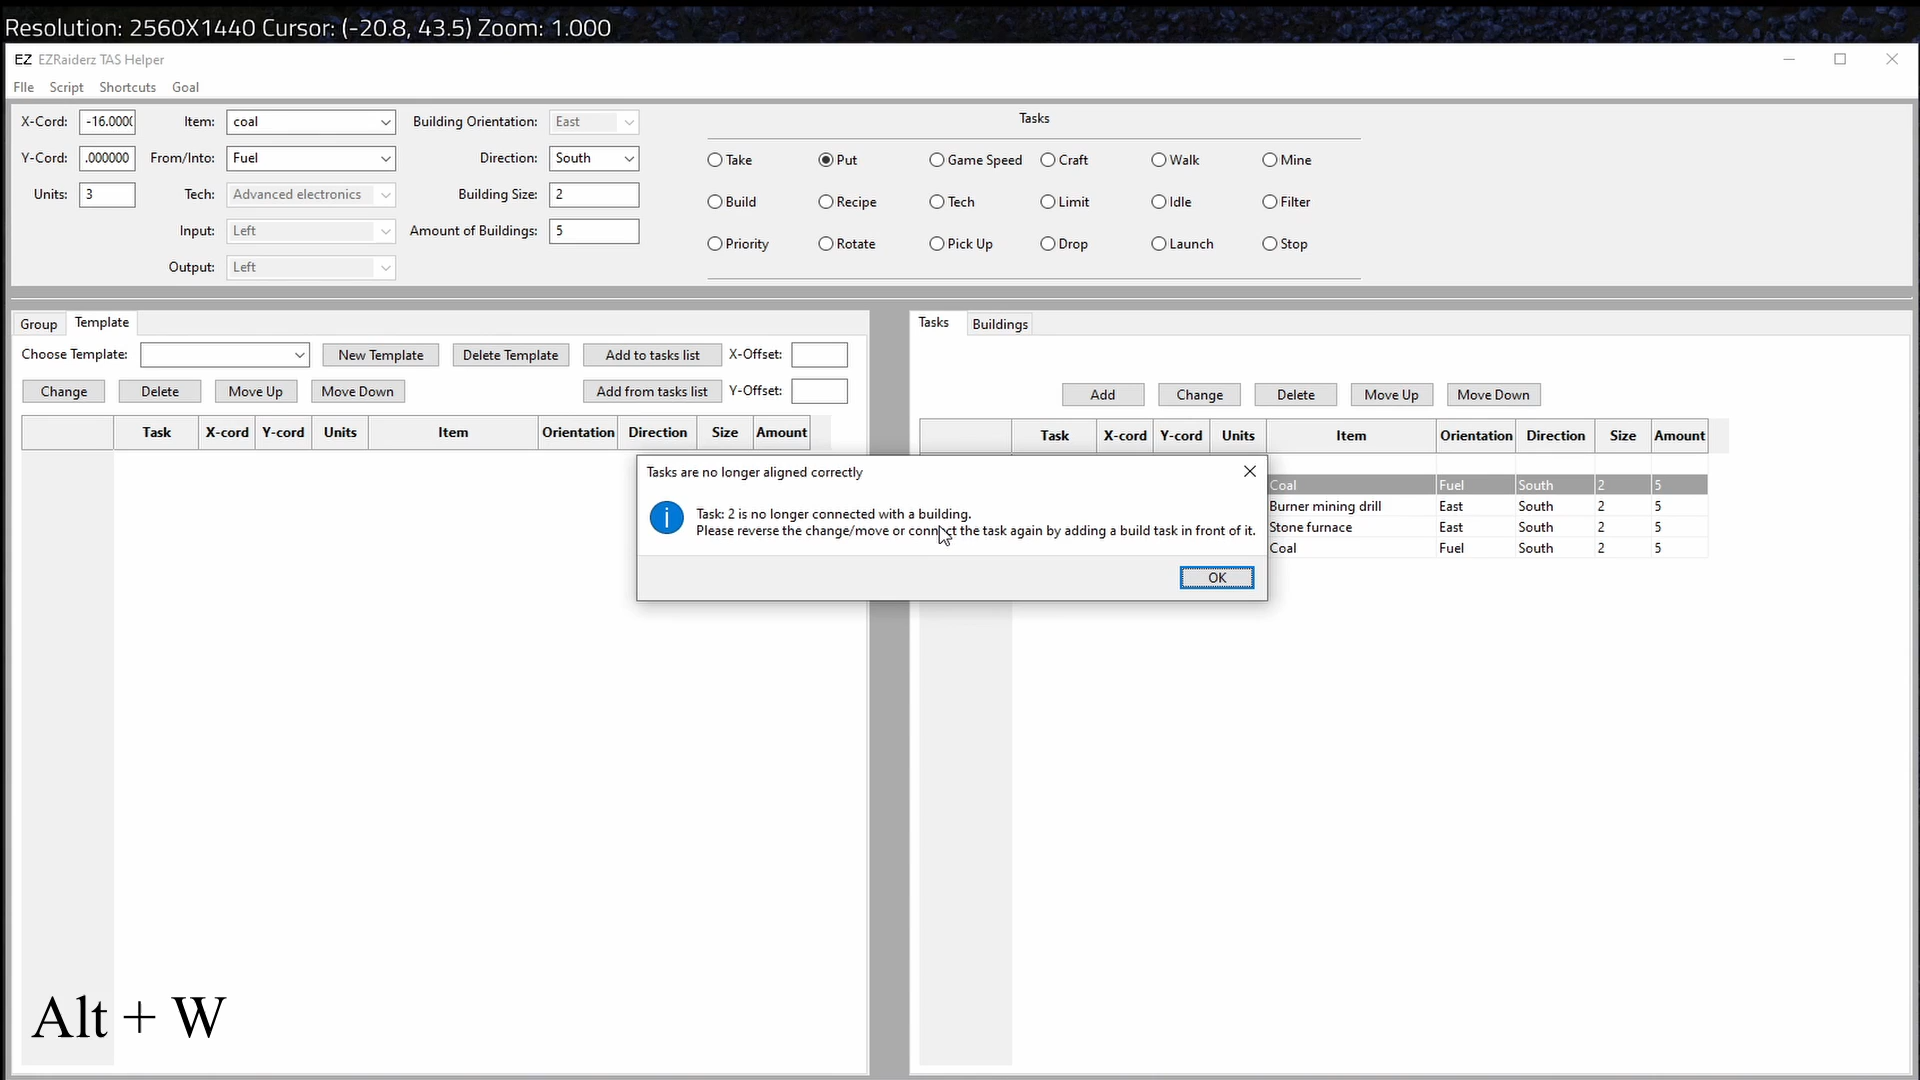 Resolution: 2560X1440 Cursor: (-20.8, 43.5) Zoom: 1.000
EZ EZRaiderz TAS Helper
FIle Script Shortcuts Goal
X-Cord: -16.000( Item: coal Building Orientation: East
Tasks
Y-Cord: .000000 From/Into: Fuel Direction: South
Take Put Game Speed Craft Walk Mine
Units: 3 Tech: Advanced electronics Building Size: 2
Build Recipe Tech Limit Idle Filter
Input: Left Amount of Buildings: 5
Priority Rotate Pick Up Drop Launch Stop
Output: Left
Group Template
Choose Template: New Template Delete Template Add to tasks list X-Offset:
Change Delete Move Up Move Down Add from tasks list Y-Offset:
Task X-cord Y-cord Units Item Orientation Direction Size Amount
Tasks Buildings
Add Change Delete Move Up Move Down
Task X-cord Y-cord Units Item Orientation Direction Size Amount
Coal Fuel South 2 5
Burner mining drill East South 2 5
Stone furnace East South 2 5
Coal Fuel South 2 5
Tasks are no longer aligned correctly
Task: 2 is no longer connected with a building.
Please reverse the change/move or connect the task again by adding a build task in front of it.
OK
Alt + W